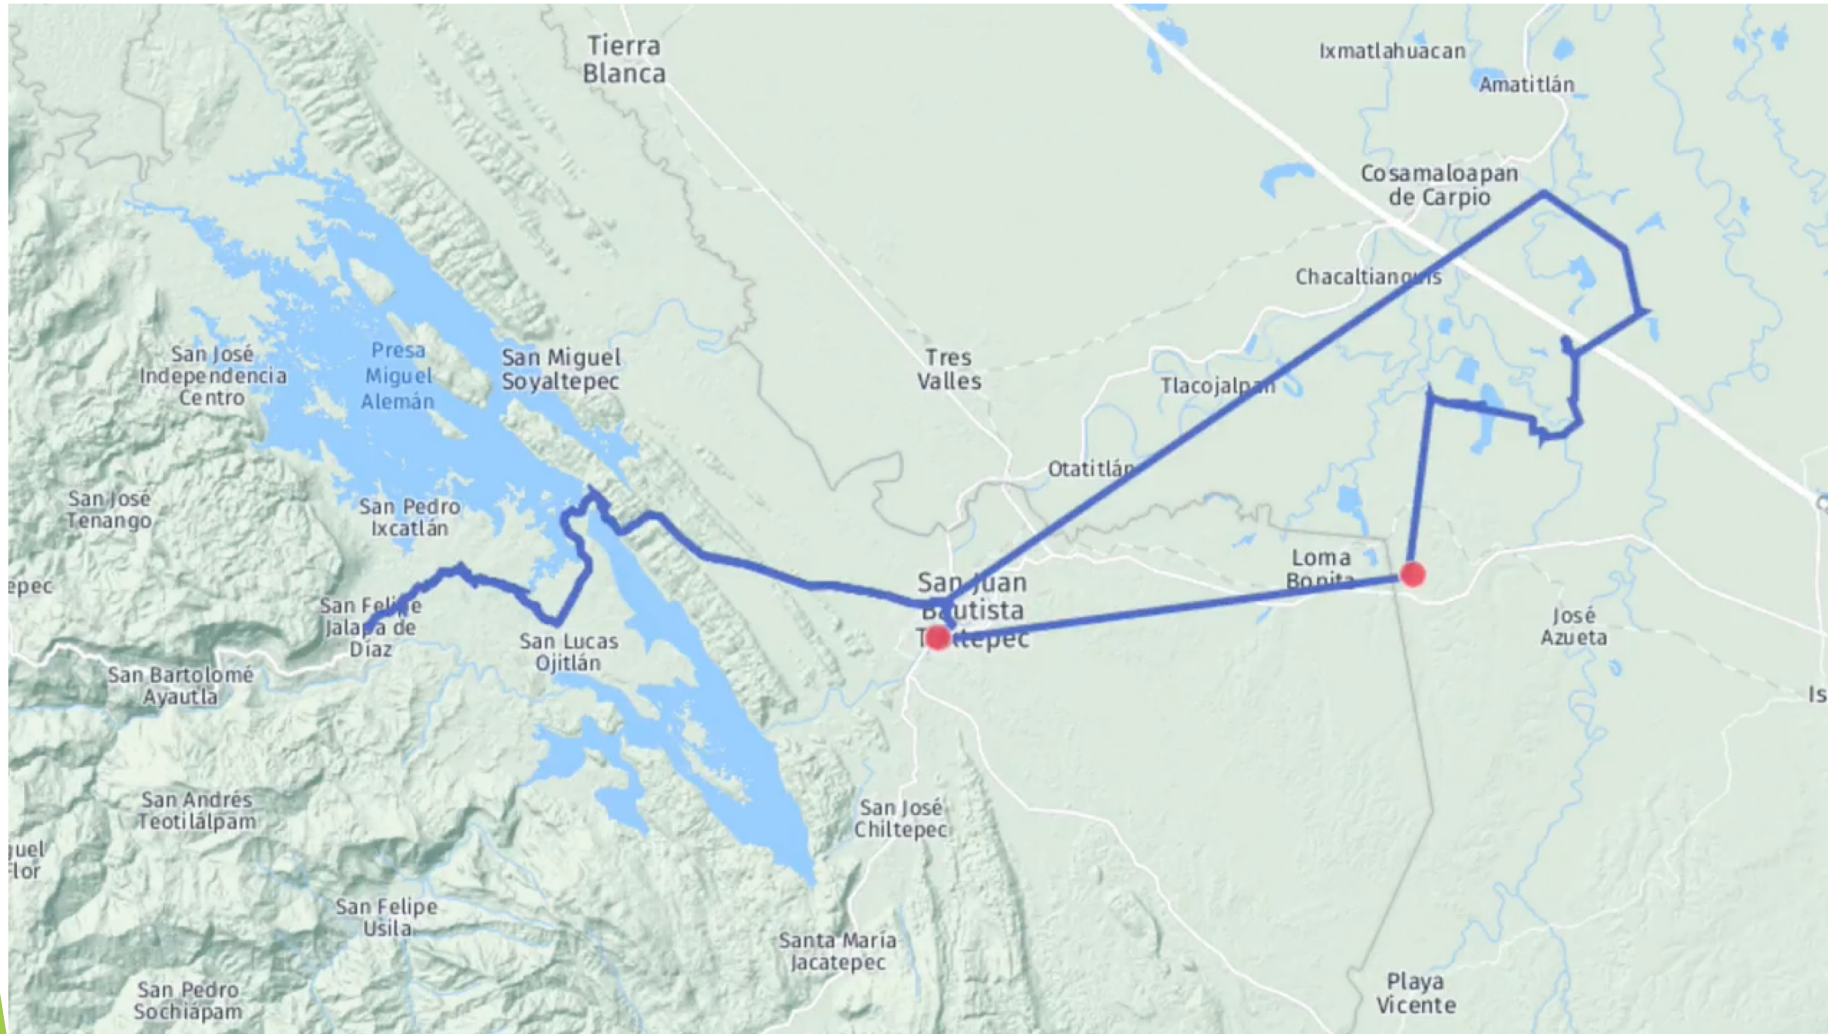 Tierra
Blanca
Ixmatlahuacan
Amatitlán
Cosamaloapan
de Carpio
Chacaltianguis
San José
Independencia
Centro
Presa
Miguel
Alemán
San Miguel
Soyaltepec
Tres
Valles
Tlacojalpan
Otatitlán
San José
Tenango
San Pedro
Ixcatlán
epec
San Felipe
Jalapa de
Díaz
San Lucas
Ojitlán
San Juan
Bautista
Tuxtepec
Loma
Bonita
José
Azueta
San Bartolomé
Ayautla
Is
San Andrés
Teotilálpam
San José
Chiltepec
guel
Flor
San Felipe
Usila
Santa María
Jacatepec
San Pedro
Sochiápam
Playa
Vicente